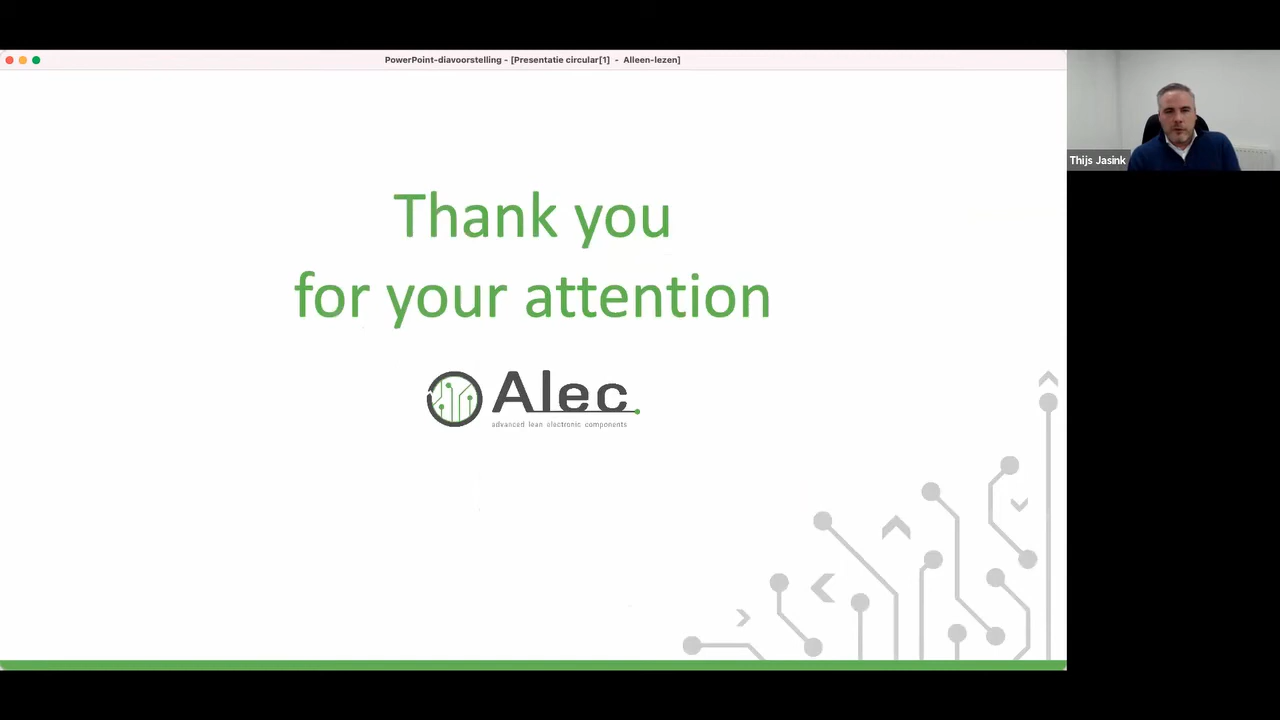 PowerPoint-diavoorstelling - [Presentatie circular[1] - Alleen-lezen]
Thijs Jasink
Thank you
for your attention
Alec
advanced lean electronic components